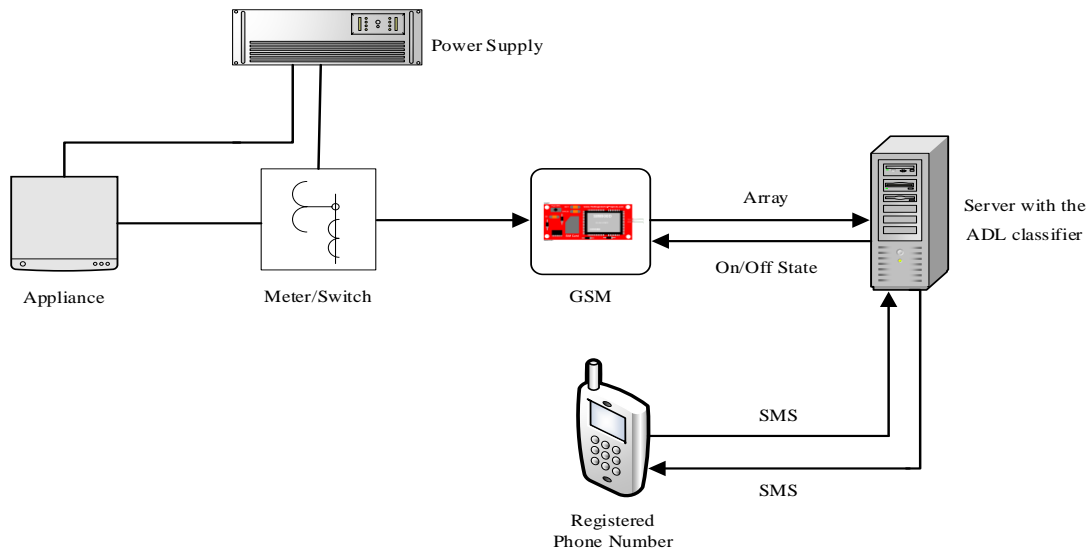 Power Supply
Array
Server with the
ADL classifier
On/Off State
Appliance
Meter/Switch
GSM
SMS
SMS
Registered
Phone Number